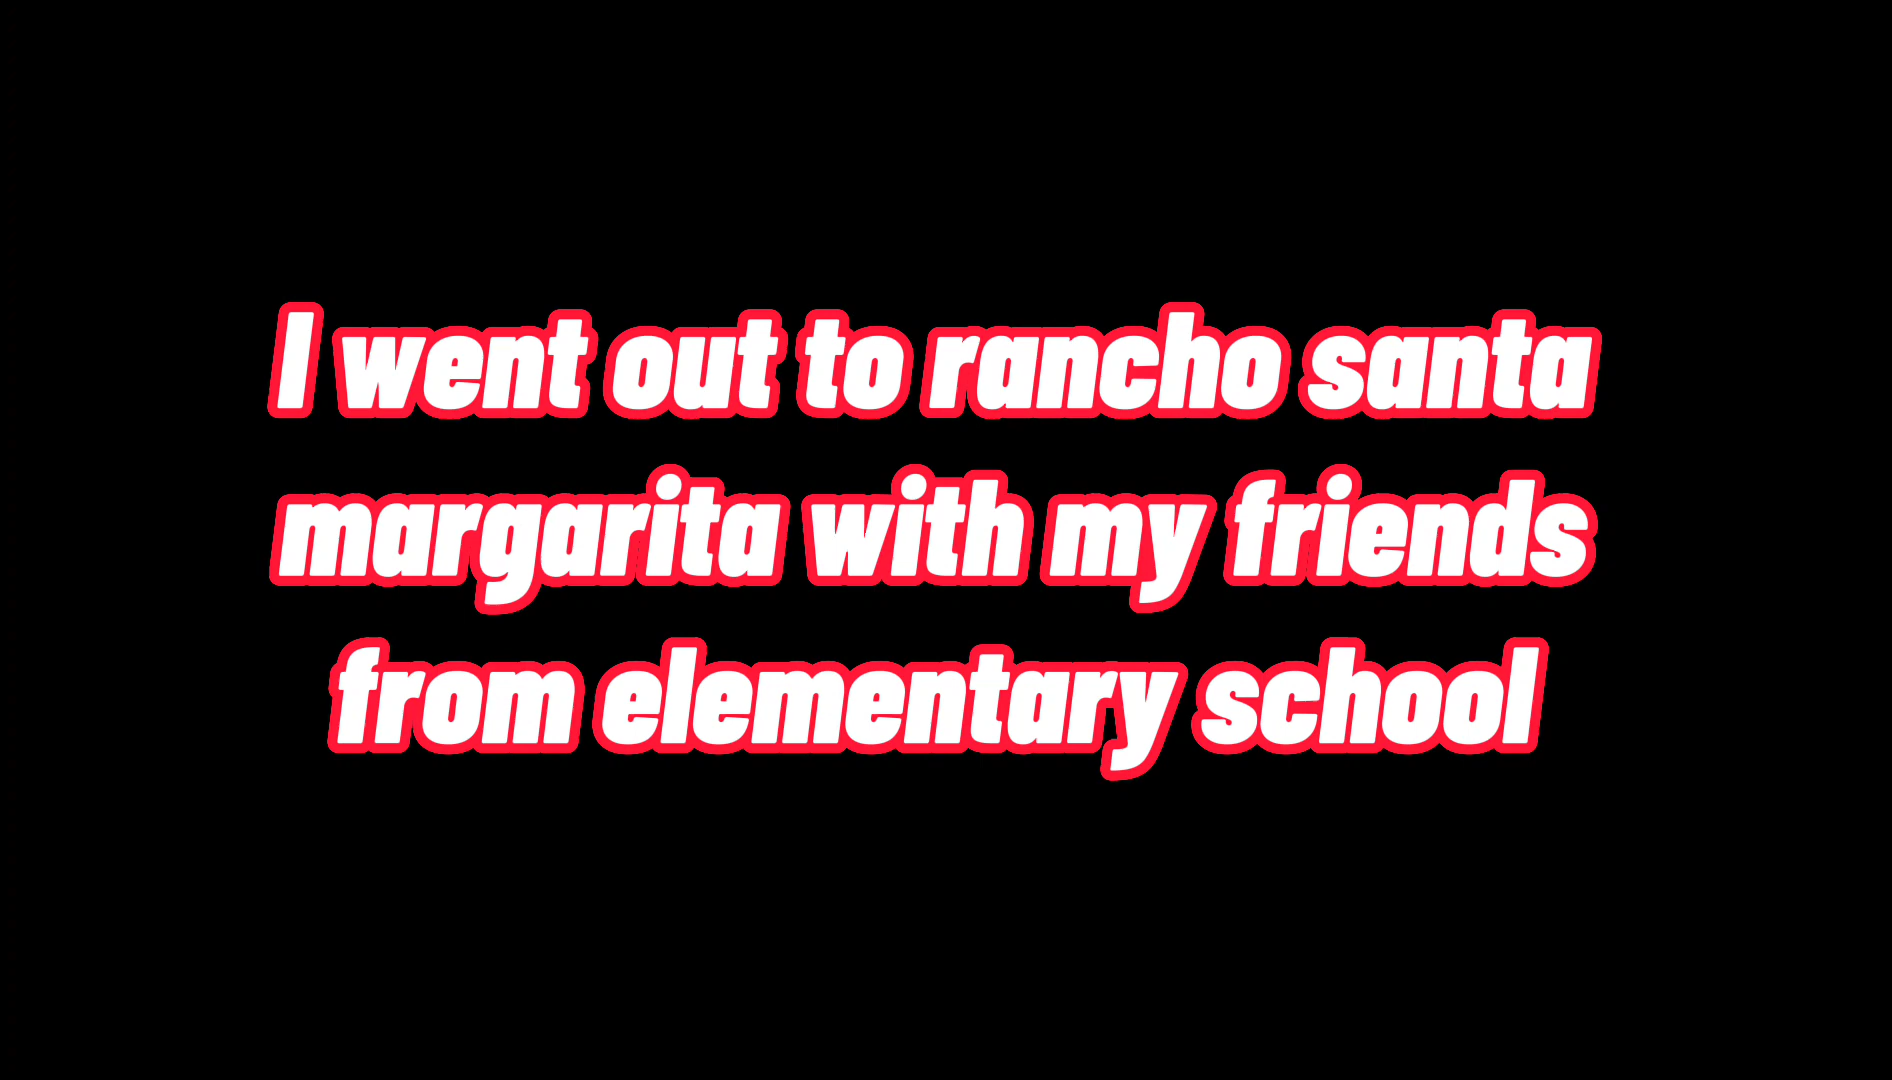 I went out to rancho santa
margarita with my friends
from elementary school